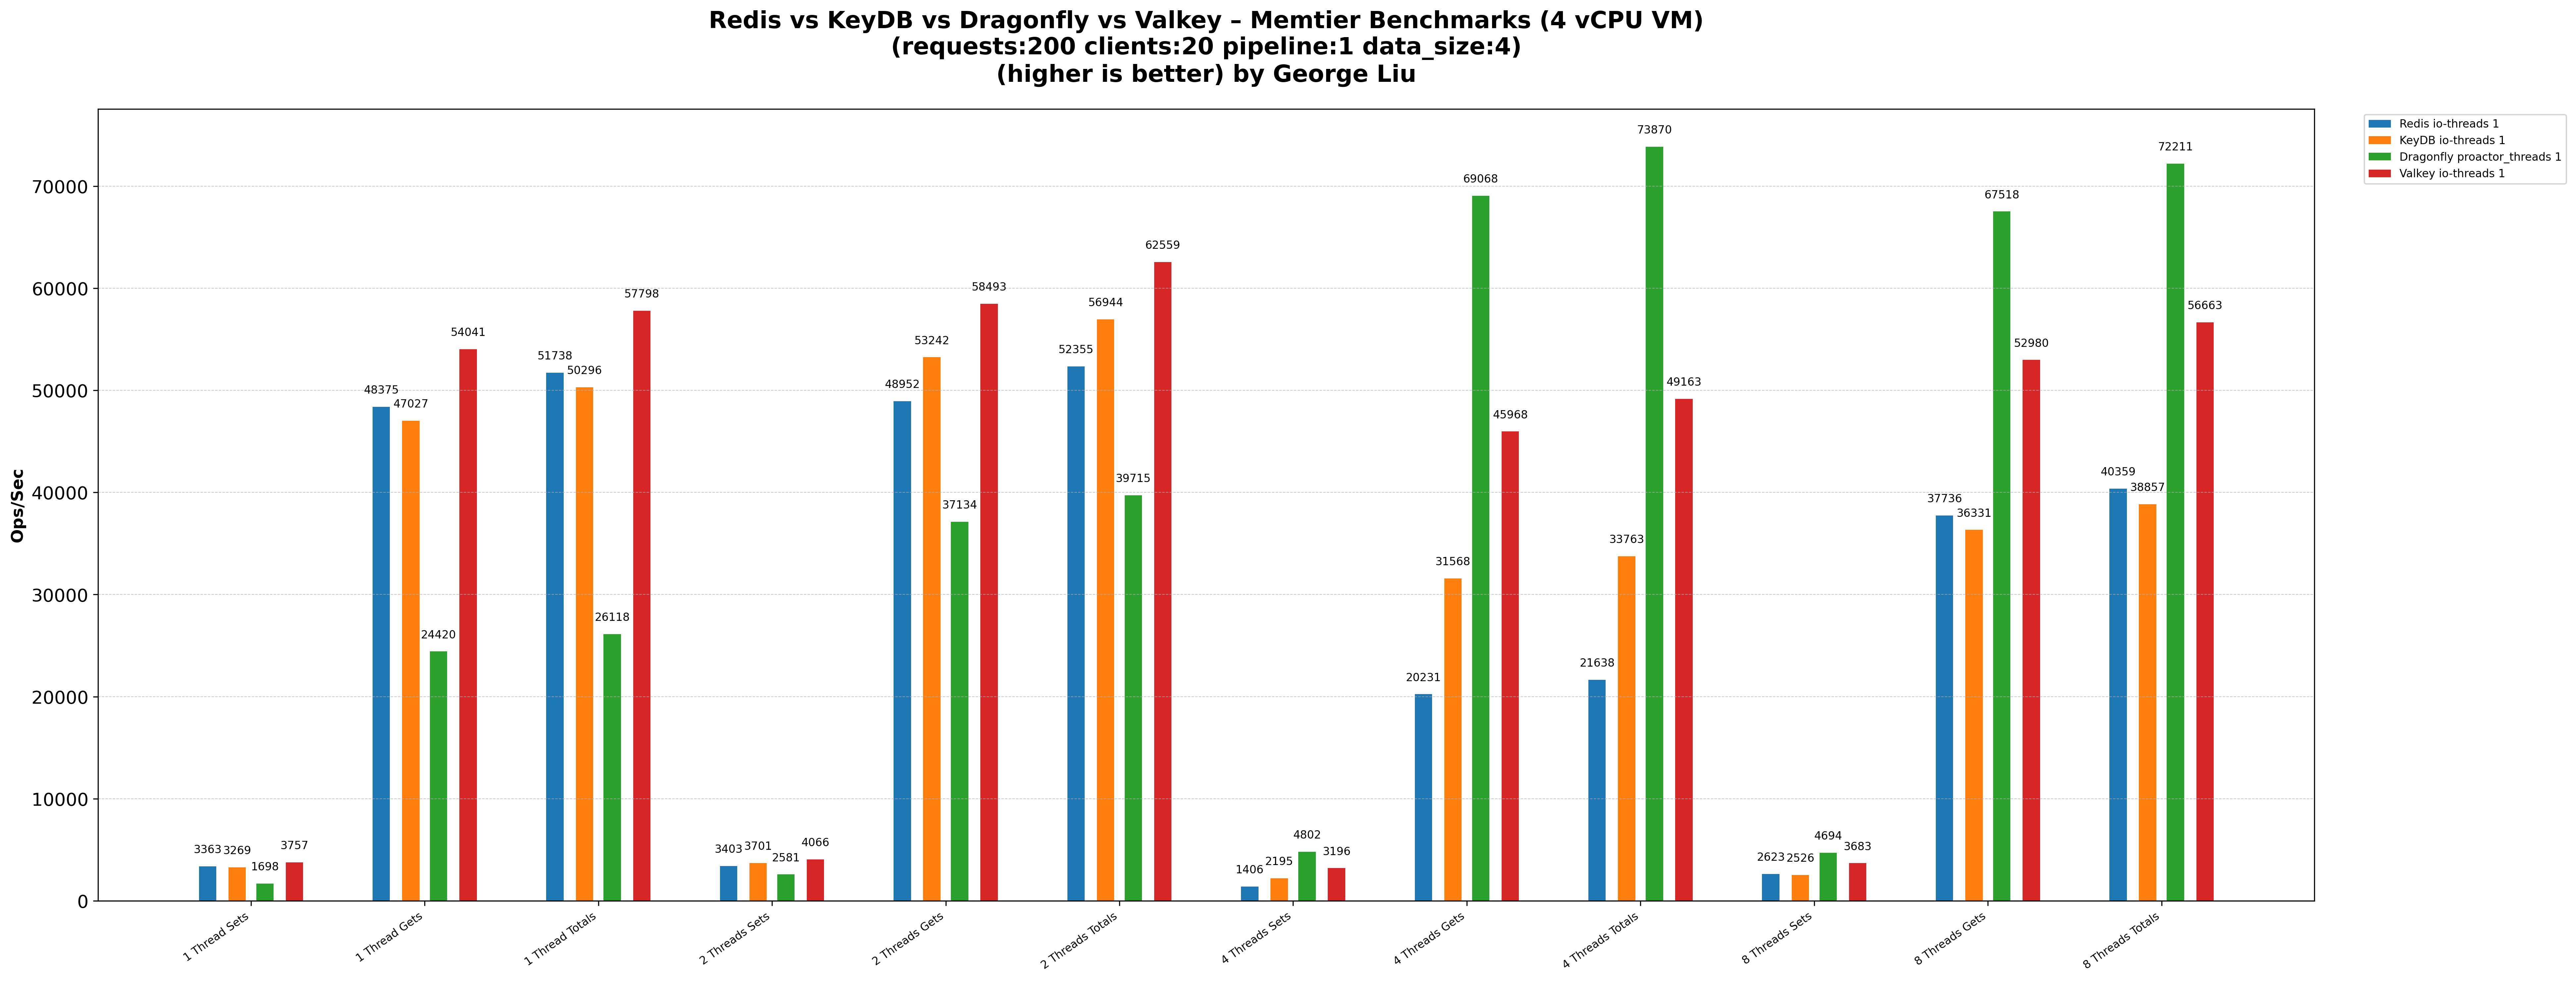 Redis vs KeyDB vs Dragonfly vs Valkey – Memtier Benchmarks (4 vCPU VM)
(requests:200 clients:20 pipeline:1 data_size:4)
(higher is better) by George Liu
Redis io-threads 1
KeyDB io-threads 1
Dragonfly proactor_threads 1
Valkey io-threads 1
Ops/Sec
70000
60000
50000
40000
30000
20000
10000
0
3363 3269 1698 3757
48375 47027 24420 54041
51738 50296 26118 57798
3403 3701 2581 4066
48952 53242 37134 58493
52355 56944 39715 62559
1406 2195 4802 3196
20231 31568 69068 45968
21638 33763 73870 49163
2623 2526 4694 3683
37736 36331 67518 52980
40359 38857 72211 56663
1 Thread Sets
1 Thread Gets
1 Thread Totals
2 Threads Sets
2 Threads Gets
2 Threads Totals
4 Threads Sets
4 Threads Gets
4 Threads Totals
8 Threads Sets
8 Threads Gets
8 Threads Totals